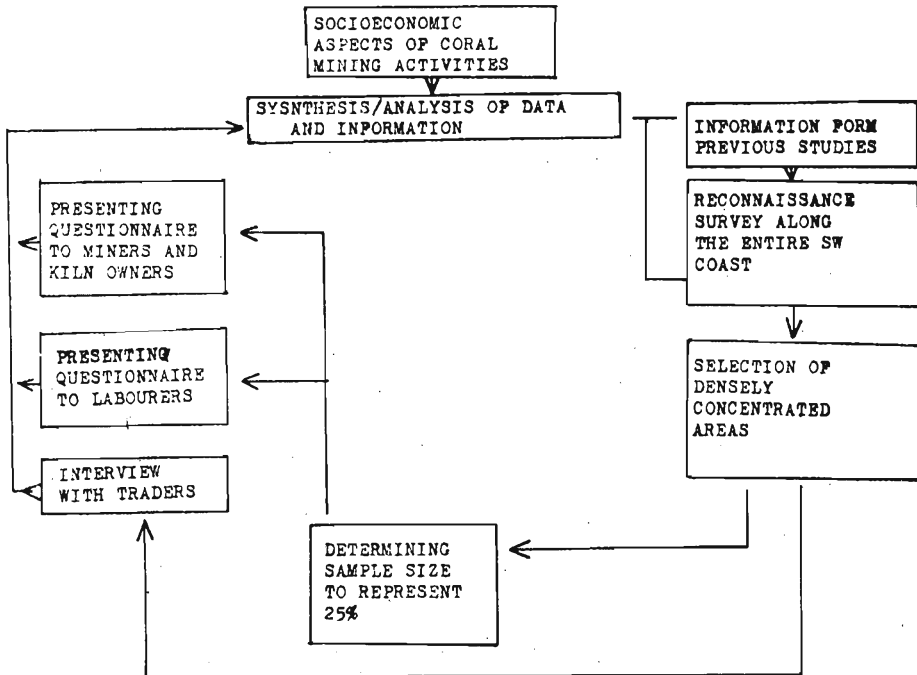 SOCIOECONOMIC
ASPECTS OF CORAL
MINING ACTIVITIES
SYSNTHESIS/ANALYSIS OF DATA
AND INFORMATION
INFORMATION FORM
PREVIOUS STUDIES
RECONNAISSANCE
SURVEY ALONG
THE ENTIRE SW
COAST
SELECTION OF
DENSELY
CONCENTRATED
AREAS
DETERMINING
SAMPLE SIZE
TO REPRESENT
25%
PRESENTING
QUESTIONNAIRE
TO MINERS AND
KILN OWNERS
PRESENTING
QUESTIONNAIRE
TO LABOURERS
INTERVIEW
WITH TRADERS